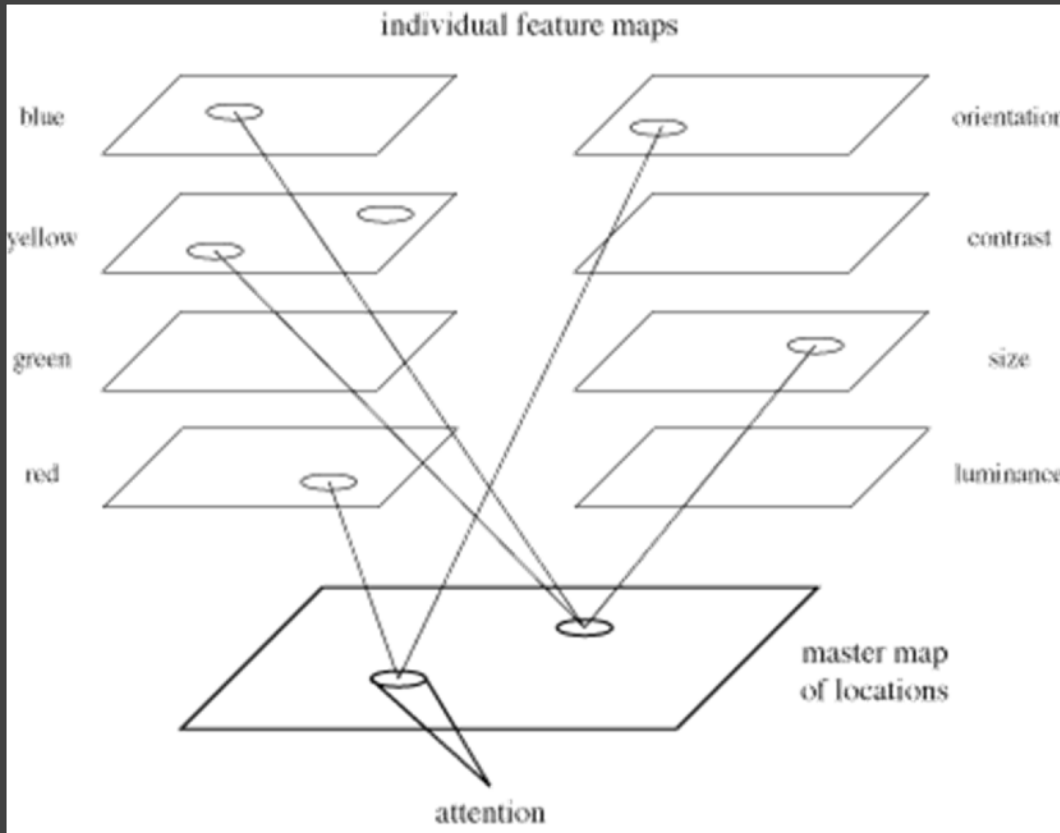 individual feature maps
blue
orientation
yellow
contrast
green
size
red
luminance
master map
of locations
attention